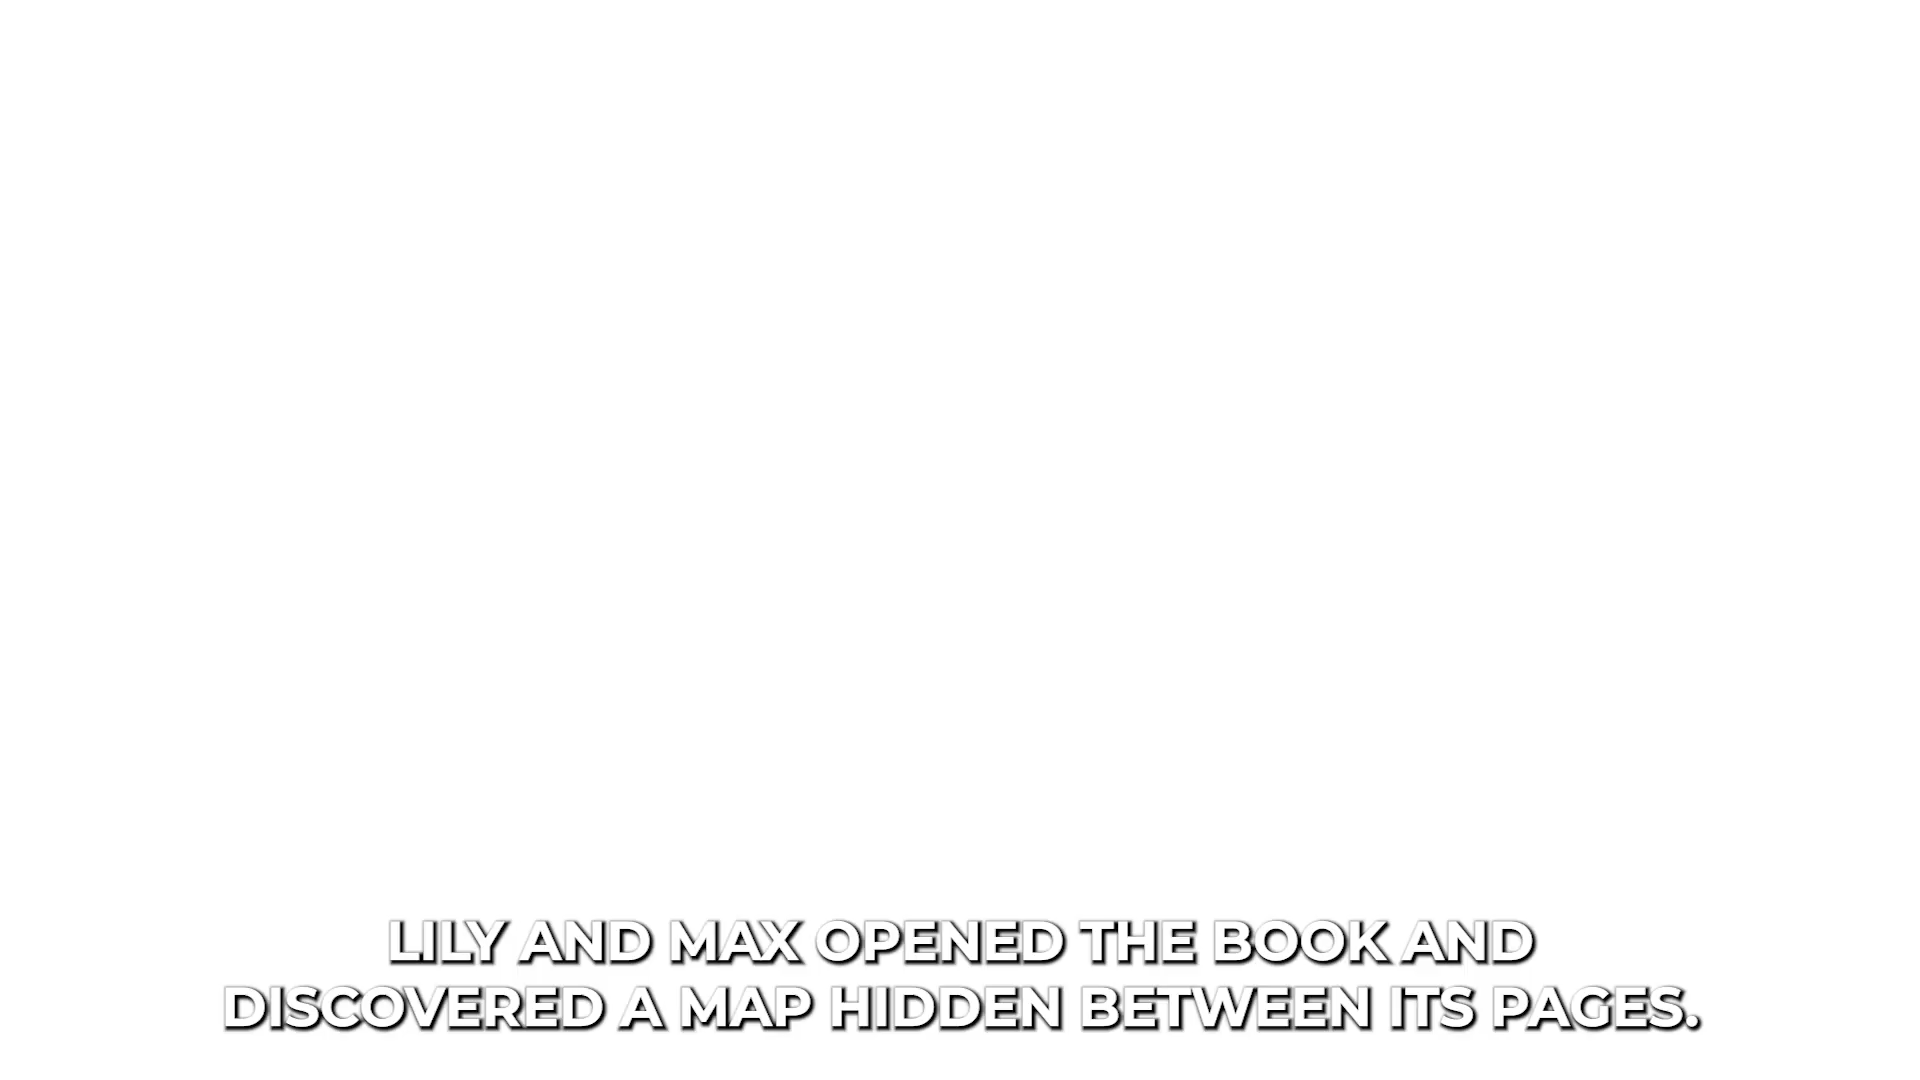 LILY AND MAX OPENED THE BOOK AND
DISCOVERED A MAP HIDDEN BETWEEN ITS PAGES.